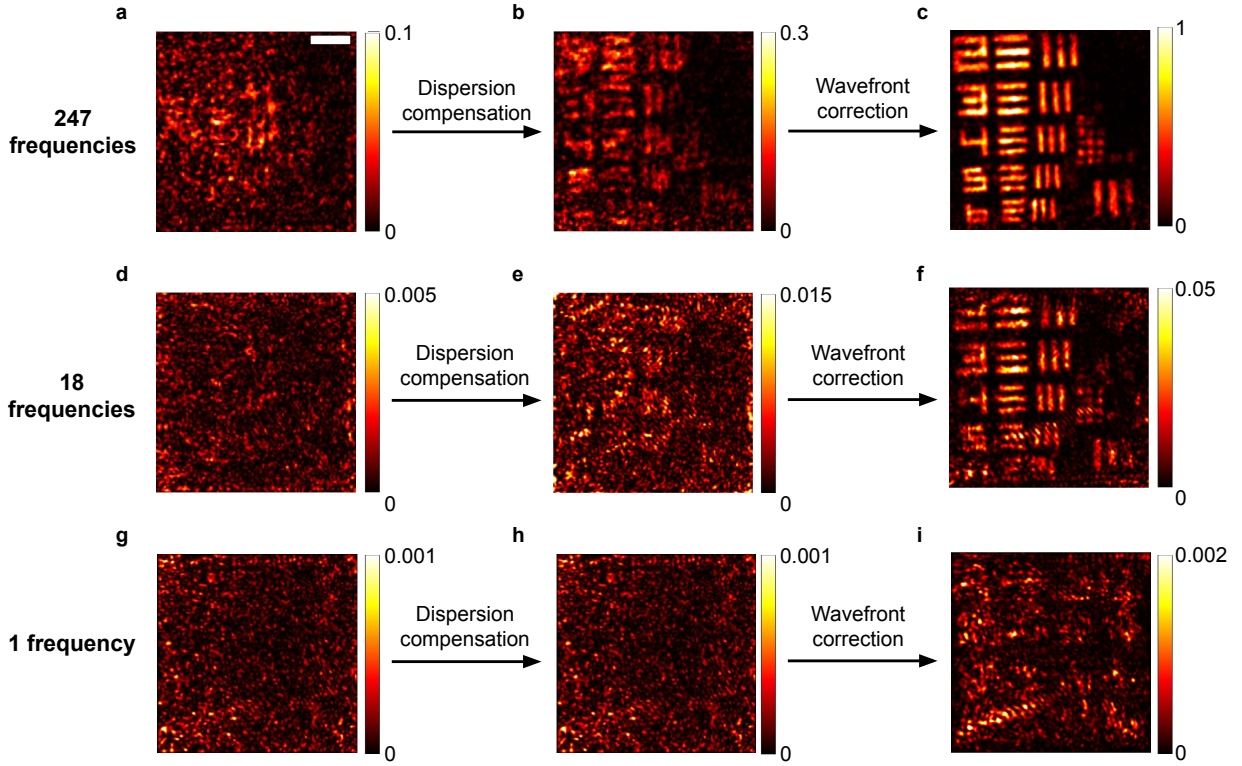 a
b
c
0.1
0
0.3
0
1
0
247
frequencies
Dispersion
compensation
Wavefront
correction
d
e
f
0.005
0
0.015
0
0.05
0
18
frequencies
Dispersion
compensation
Wavefront
correction
g
h
i
0.001
0
0.001
0
0.002
0
1 frequency
Dispersion
compensation
Wavefront
correction